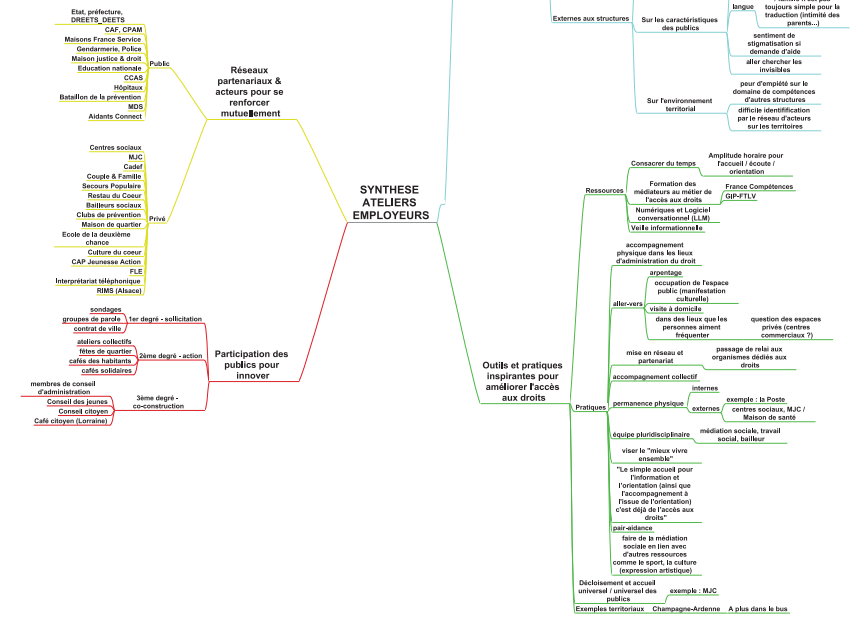 Etat, préfecture,
DREETS_DEETS
CAF, CPAM
Maisons France Service
Gendarmerie, Police
Maison justice & droit
Education nationale
CCAS
Hôpitaux
Bataillon de la prévention
MDS
Aidants Connect
Public
Réseaux
partenariaux &
acteurs pour se
renforcer
mutuellement
Centres sociaux
MJC
Cadef
Couple & Famille
Secours Populaire
Restau du Coeur
Bailleurs sociaux
Clubs de prévention
Maison de quartier
Ecole de la deuxième
chance
Culture du coeur
CAP Jeunesse Action
FLE
Interprétariat téléphonique
RIMS (Alsace)
Privé
SYNTHESE
ATELIERS
EMPLOYEURS
sondages
groupes de parole
contrat de ville
1er degré - sollicitation
ateliers collectifs
fêtes de quartier
cafés des habitants
cafés solidaires
2ème degré - action
membres de conseil
d'administration
Conseil des jeunes
Conseil citoyen
Café citoyen (Lorraine)
3ème degré -
co-construction
Participation des
publics pour
innover
Externes aux structures
Sur les caractéristiques
des publics
langue
toujours simple pour la
traduction (intimité des
parents...)
sentiment de
stigmatisation si
demande d'aide
aller chercher les
invisibles
Sur l'environnement
territorial
peur d'empiété sur le
domaine de compétences
d'autres structures
difficile identifification
par le réseau d'acteurs
sur les territoires
Outils et pratiques
inspirantes pour
améliorer l'accès
aux droits
Ressources
Consacrer du temps
Amplitude horaire pour
l'accueil / écoute /
orientation
Formation des
médiateurs au métier de
l'accès aux droits
France Compétences
GIP-FTLV
Numériques et Logiciel
conversationnel (LLM)
Veille informationnelle
Pratiques
accompagnement
physique dans les lieux
d'administration du droit
aller-vers
arpentage
occupation de l'espace
public (manifestation
culturelle)
visite à domicile
dans des lieux que les
personnes aiment
fréquenter
question des espaces
privés (centres
commerciaux ?)
mise en réseau et
partenariat
passage de relai aux
organismes dédiés aux
droits
accompagnement collectif
permanence physique
internes
externes
exemple : la Poste
centres sociaux, MJC /
Maison de santé
équipe pluridisciplinaire
médiation sociale, travail
social, bailleur
viser le "mieux vivre
ensemble"
"Le simple accueil pour
l'information et
l'orientation (ainsi que
l'accompagnement à
l'issue de l'orientation)
c'est déjà de l'accès aux
droits"
pair-aidance
faire de la médiation
sociale en lien avec
d'autres ressources
comme le sport, la culture
(expression artistique)
Décloisement et accueil
universel / universel des
publics
exemple : MJC
Exemples territoriaux
Champagne-Ardenne
A plus dans le bus